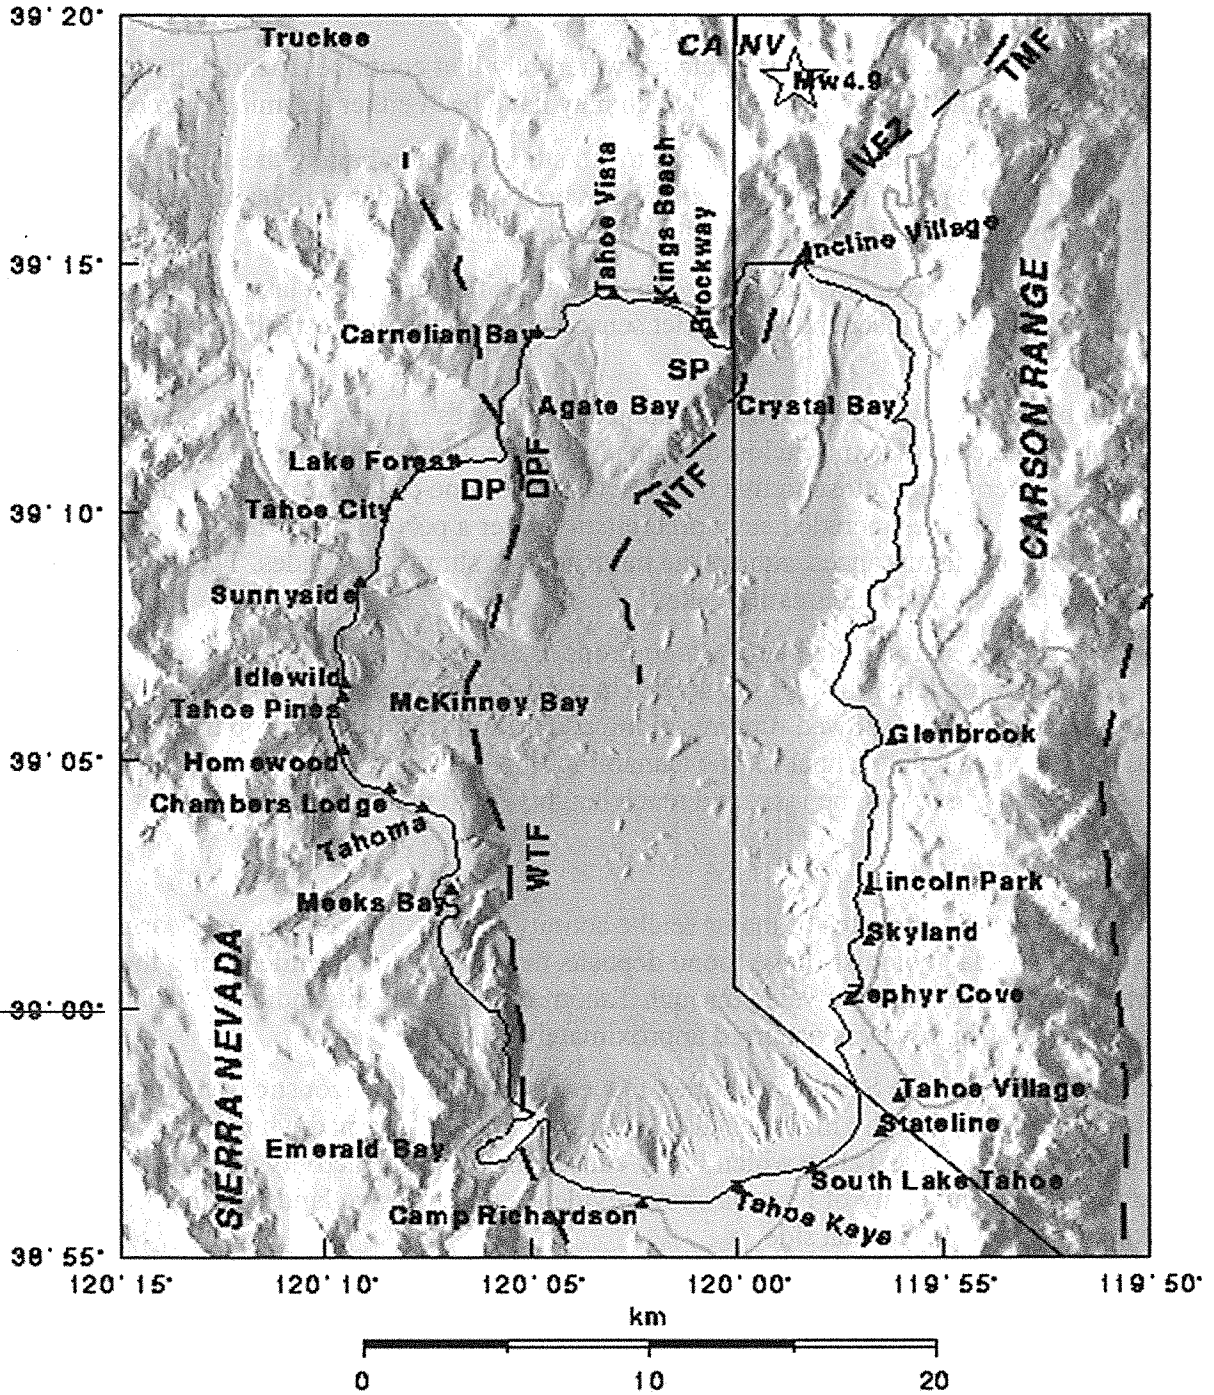 39°20'
Truckee
CA NV
Mw4.9
TMF
IVFZ
Tahoe Vista
Kings Beach
Brockway
Incline Village
39°15'
Carnelian Bay
SP
Agate Bay
Crystal Bay
CARSON RANGE
Lake Forest
DP
DPF
NTF
39°10'
Tahoe City
Sunnyside
Idlewild
Tahoe Pines
McKinney Bay
39°05'
Glenbrook
Homewood
Chambers Lodge
Tahoma
WTF
Meeks Bay
Lincoln Park
Skyland
SIERRA NEVADA
Zephyr Cove
39°00'
Tahoe Village
Stateline
Emerald Bay
South Lake Tahoe
Camp Richardson
Tahoe Keys
38°55'
120°15' 120°10' 120°05' 120°00' 119°55' 119°50'
km
0 10 20